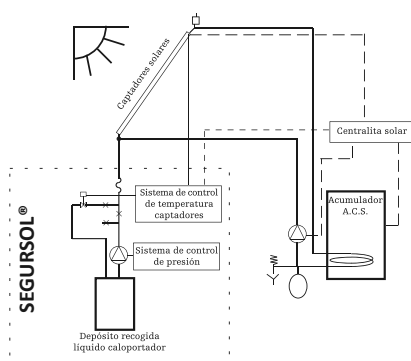 Captadores solares
Centralita solar
Sistema de control
de temperatura
captadores
Acumulador
A.C.S.
Sistema de control
de presión
SEGURSOL®
Depósito recogida
líquido caloportador